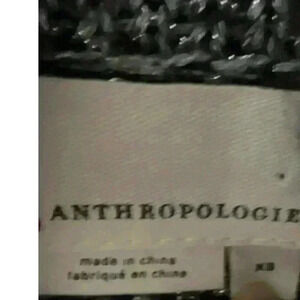 ANTHROPOLOGIE
made in china
fabriqué en chine
XS